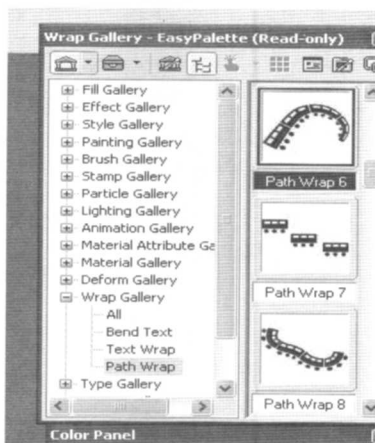 Wrap Gallery - EasyPalette (Read-only)
Fill Gallery
Effect Gallery
Style Gallery
Painting Gallery
Brush Gallery
Stamp Gallery
Particle Gallery
Lighting Gallery
Animation Gallery
Material Attribute Ga
Material Gallery
Deform Gallery
Wrap Gallery
All
Bend Text
Text Wrap
Path Wrap
Type Gallery
Path Wrap 6
Path Wrap 7
Path Wrap 8
Color Panel